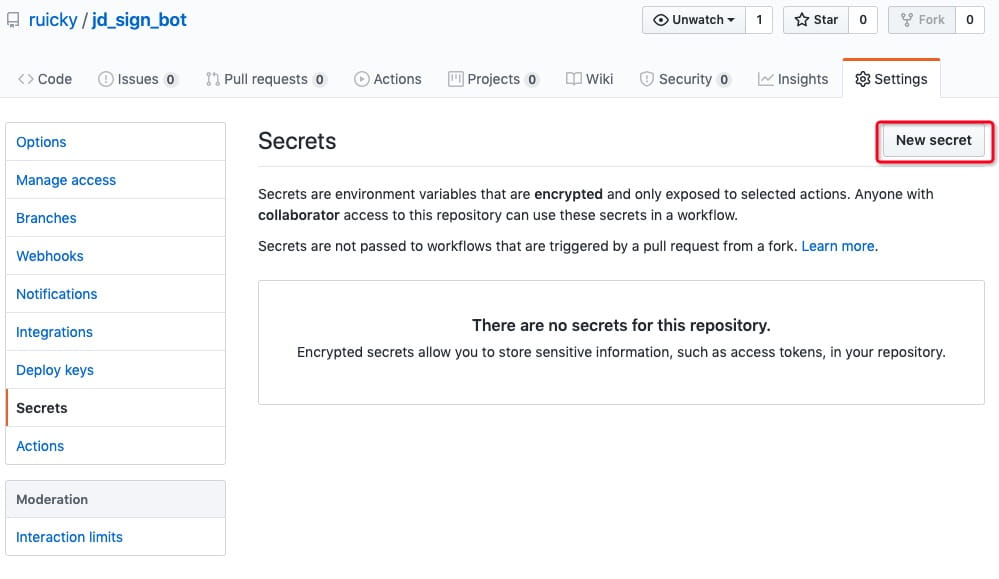 ruicky / jd_sign_bot
Unwatch 1 Star 0 Fork 0
Code Issues 0 Pull requests 0 Actions Projects 0 Wiki Security 0 Insights Settings
Options
Manage access
Branches
Webhooks
Notifications
Integrations
Deploy keys
Secrets
Actions
Moderation
Interaction limits
Secrets
New secret
Secrets are environment variables that are encrypted and only exposed to selected actions. Anyone with
collaborator access to this repository can use these secrets in a workflow.
Secrets are not passed to workflows that are triggered by a pull request from a fork. Learn more.
There are no secrets for this repository.
Encrypted secrets allow you to store sensitive information, such as access tokens, in your repository.